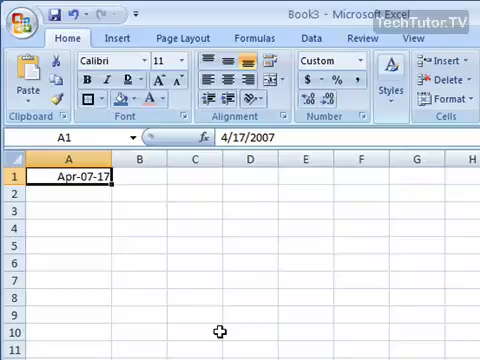 Book3 - Microsoft Excel
TechTutor.TV
Home Insert Page Layout Formulas Data Review View
Paste
Clipboard
Calibri 11
B I U
Font
Alignment
Custom
$ % ,
Number
Styles
Insert
Delete
Format
Cells
A1 fx 4/17/2007
A B C D E F G H
1 Apr-07-17
2
3
4
5
6
7
8
9
10
11